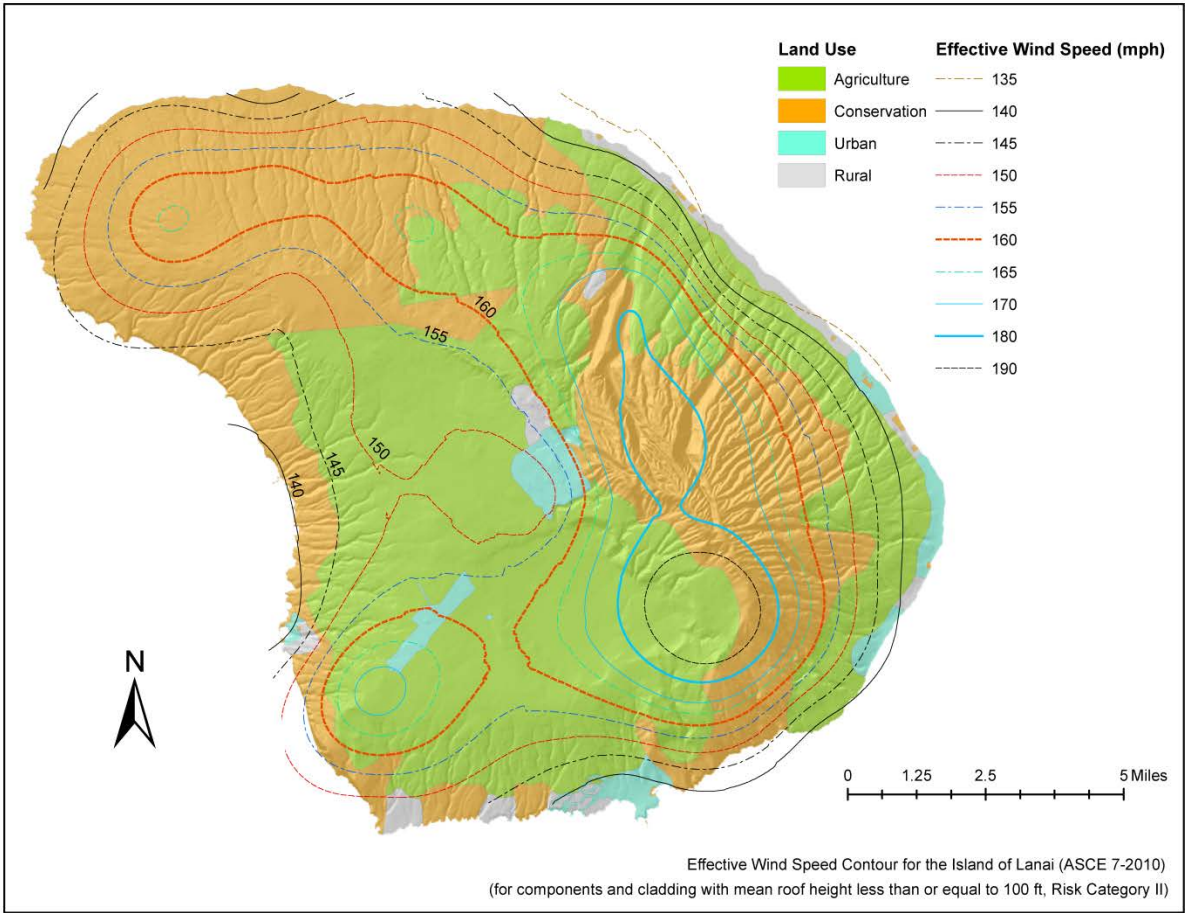 Land Use
Agriculture
Conservation
Urban
Rural
Effective Wind Speed (mph)
135
140
145
150
155
160
165
170
180
190
160
155
150
145
140
N
0 1.25 2.5 5 Miles
Effective Wind Speed Contour for the Island of Lanai (ASCE 7-2010)
(for components and cladding with mean roof height less than or equal to 100 ft, Risk Category II)